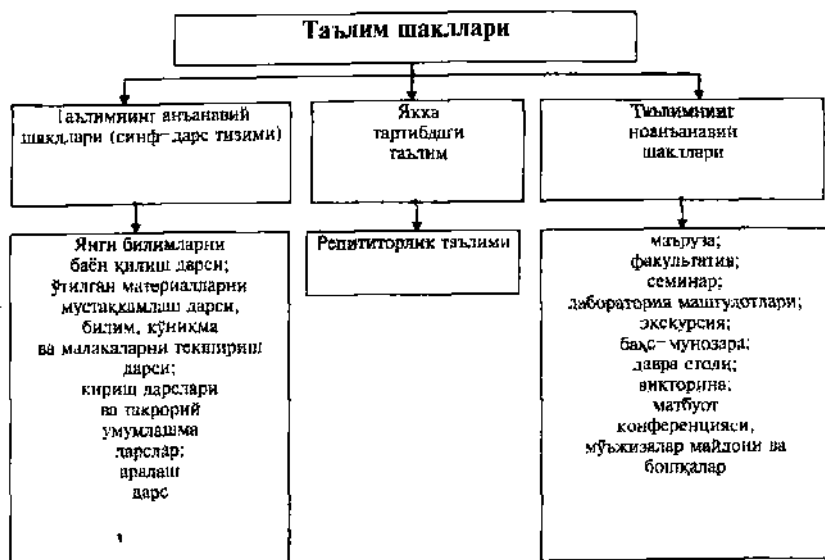 Таълим шакллари
Таълимнинг анъанавий
шакллари (синф-дарс тизими)
Якка
тартибдаги
таълим
Таълимнинг
ноанъанавий
шакллари
Янги билимларни
баён қилиш дарси;
ўтилган материалларни
мустаҳкамлаш дарси,
билим, кўникма
ва малакаларни текшириш
дарси;
кириш дарслари
ва такрорий
умумлашма
дарслар;
аралаш
дарс
Репититорлик таълими
маъруза;
факультатив;
семинар;
лаборатория машғулотлари;
экскурсия;
баҳс-мунозара;
давра столи;
викторина;
матбуот
конференцияси,
мўъжизалар майдони ва
бошқалар